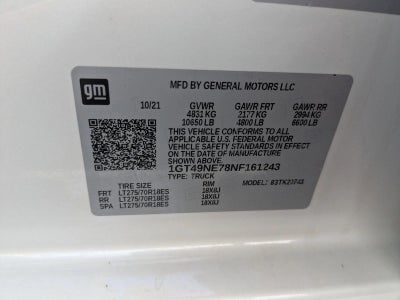 gm
MFD BY GENERAL MOTORS LLC
10/21 GVWR GAWR FRT GAWR RR
4831 KG 2177 KG 2994 KG
10650 LB 4800 LB 6600 LB
THIS VEHICLE CONFORMS TO ALL
APPLICABLE U.S. FEDERAL MOTOR
VEHICLE SAFETY STANDARDS IN EFFECT
ON THE DATE OF MANUFACTURE SHOWN ABOVE.
1GT49NE78NF161243
TYPE: TRUCK
TIRE SIZE RIM MODEL:
FRT LT275/70R18ES 18X8J
RR LT275/70R18ES 18X8J
SPA LT275/70R18ES 18X8J